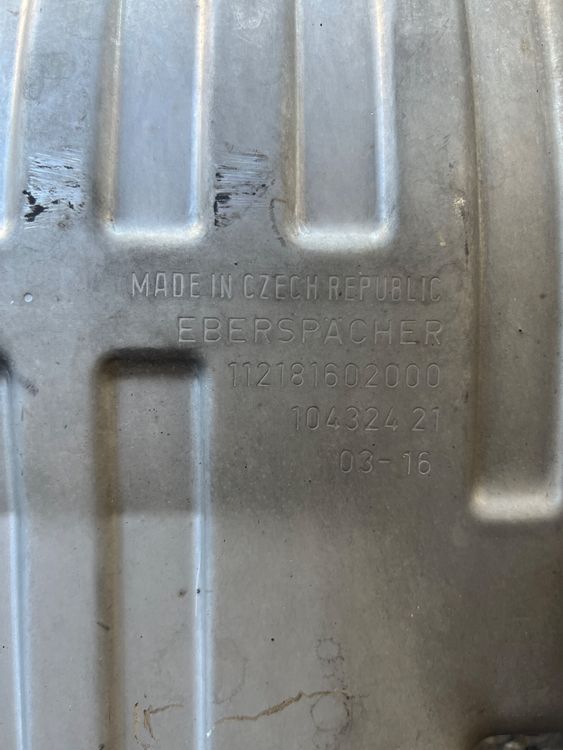 MADE IN CZECH REPUBLIC
EBERSPÄCHER
112181602000
104324 21
03-16